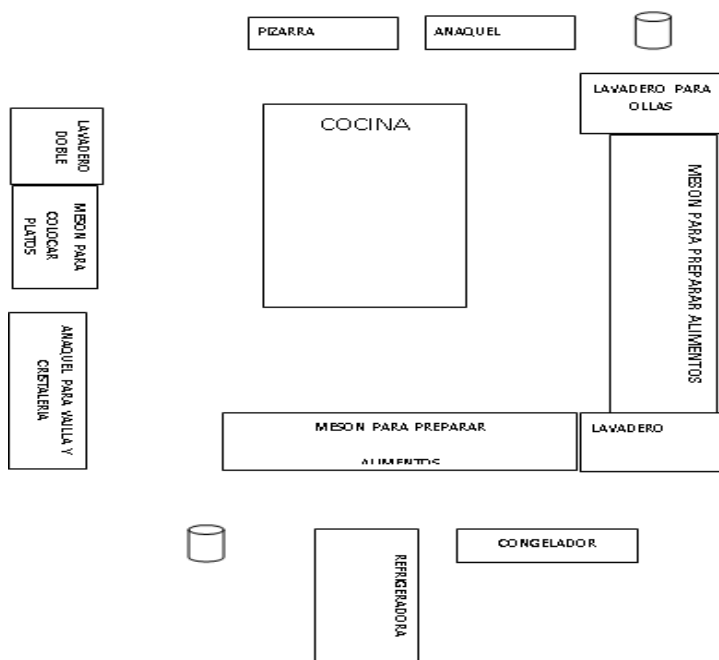 PIZARRA
ANAQUEL
LAVADERO PARA
OLLAS
COCINA
LAVADERO
DOBLE
MESON PARA
COLOCAR
PLATOS
MESON PARA PREPARAR ALIMENTOS
ANAQUEL PARA VAILLA Y
CRISTALERIA
MESON PARA PREPARAR
ALIMENTOS
LAVADERO
REFRIGERADORA
CONGELADOR